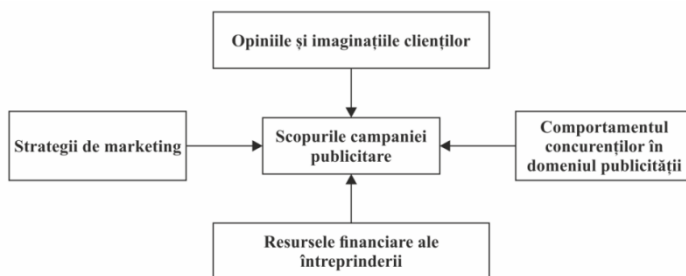 Opiniile și imaginațiile clienților
Strategii de marketing
Scopurile campaniei
publicitare
Comportamentul
concurenților în
domeniul publicității
Resursele financiare ale
întreprinderii